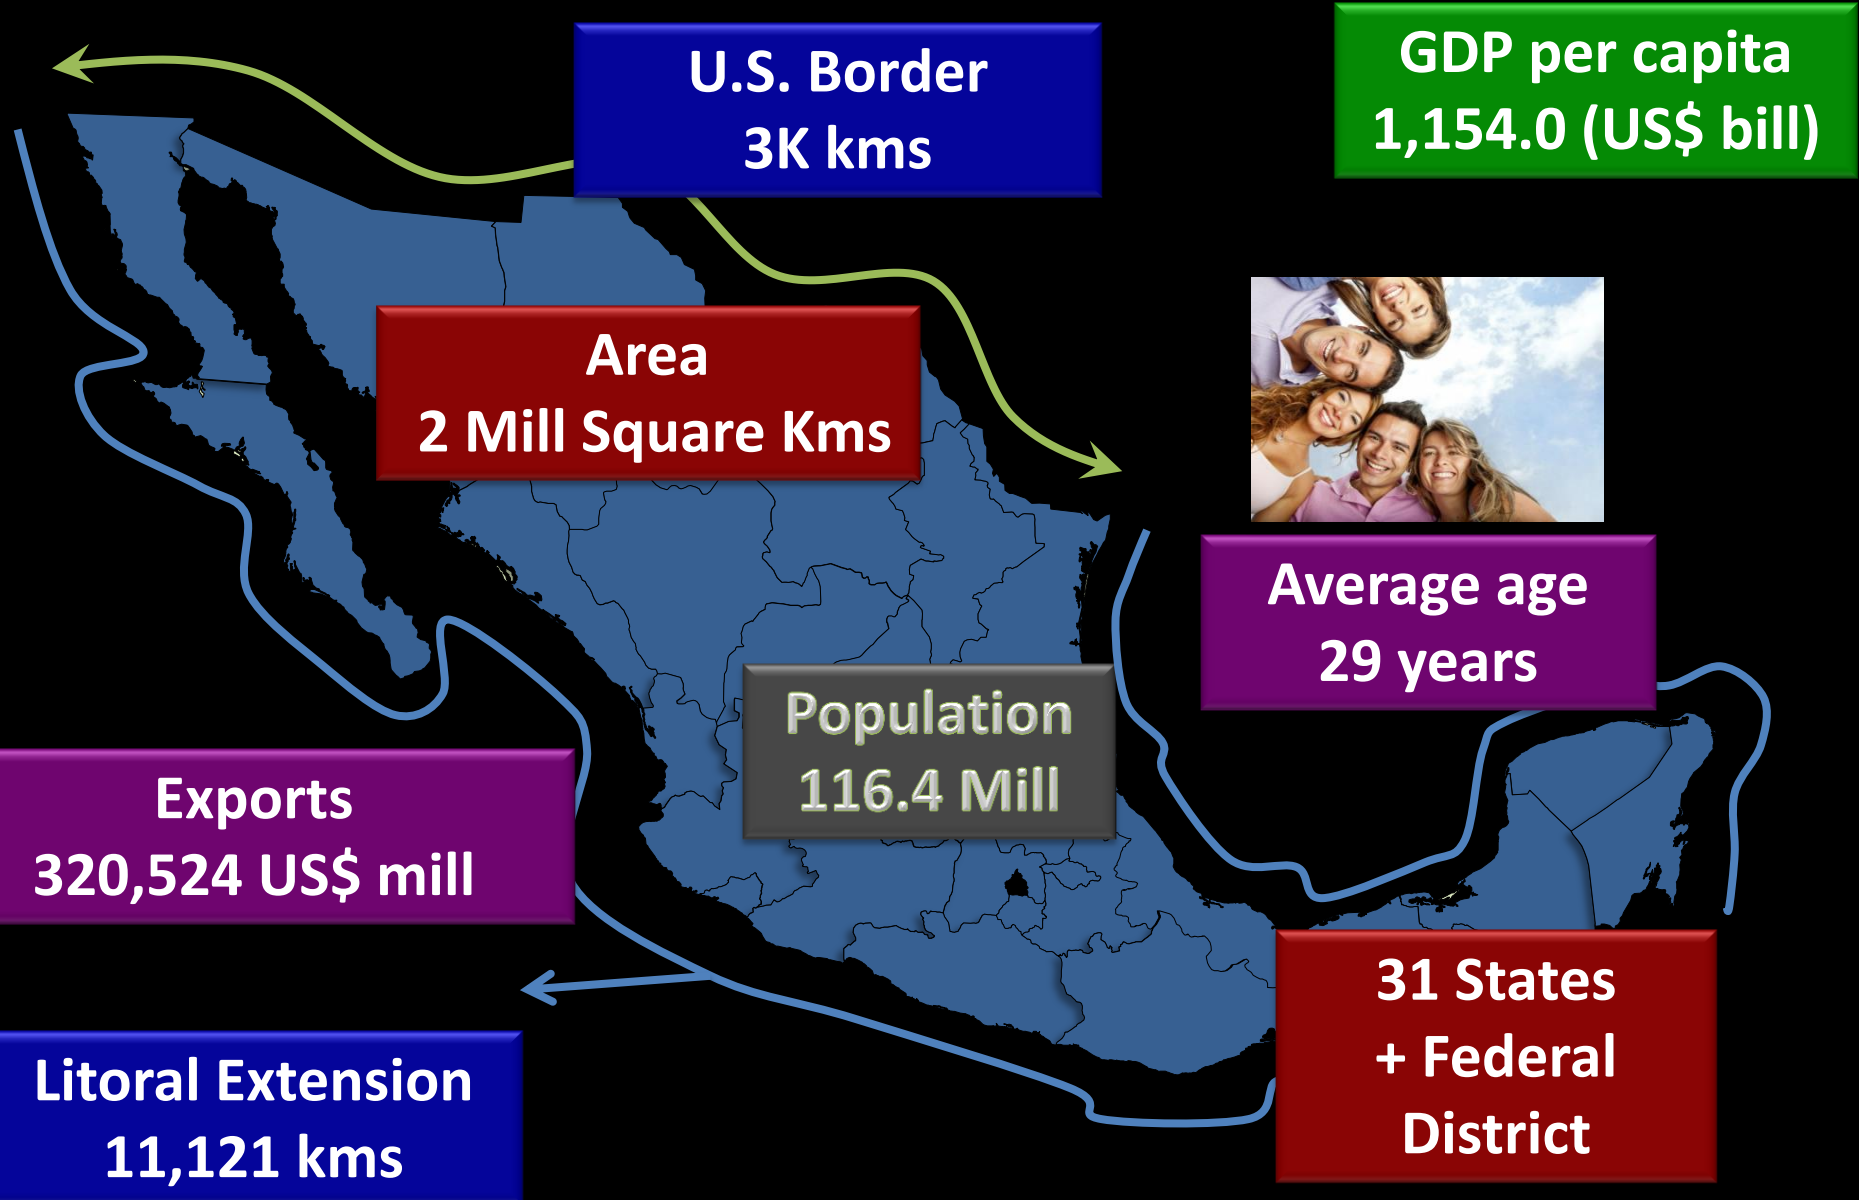 U.S. Border
3K kms
GDP per capita
1,154.0 (US$ bill)
Area
2 Mill Square Kms
Average age
29 years
Population
116.4 Mill
Exports
320,524 US$ mill
31 States
+ Federal
District
Litoral Extension
11,121 kms